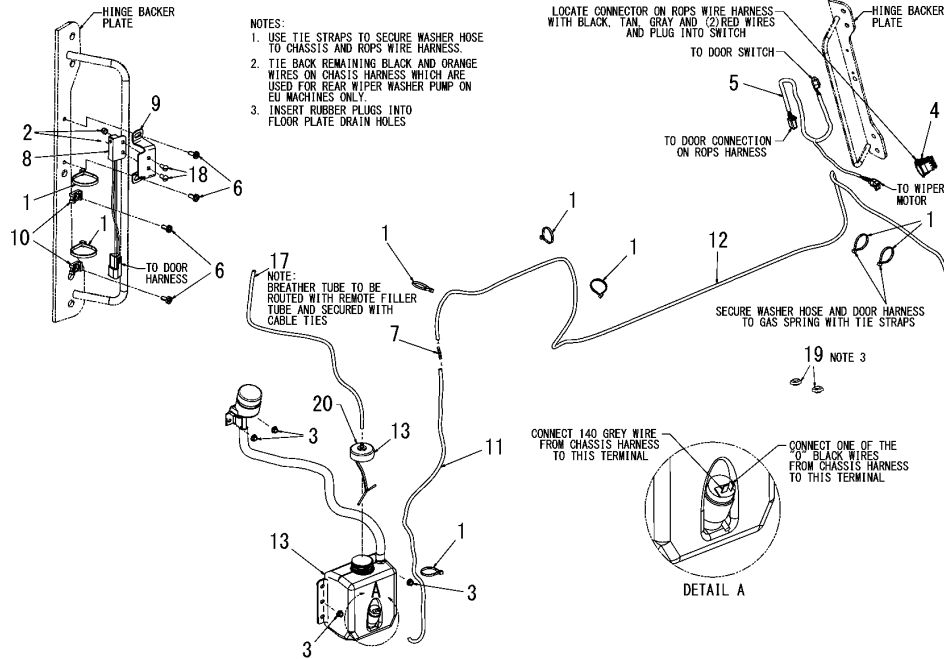 HINGE BACKER
PLATE
NOTES:
1. USE TIE STRAPS TO SECURE WASHER HOSE
TO CHASSIS AND ROPS WIRE HARNESS.
2. TIE BACK REMAINING BLACK AND ORANGE
WIRES ON CHASIS HARNESS WHICH ARE
USED FOR REAR WIPER WASHER PUMP ON
EU MACHINES ONLY.
3. INSERT RUBBER PLUGS INTO
FLOOR PLATE DRAIN HOLES
LOCATE CONNECTOR ON ROPS WIRE HARNESS
WITH BLACK, TAN, GRAY AND (2)RED WIRES
AND PLUG INTO SWITCH
HINGE BACKER
PLATE
TO DOOR SWITCH
5
4
TO DOOR CONNECTION
ON ROPS HARNESS
TO WIPER
MOTOR
9
2
8
18
6
1
10
1
6
TO DOOR
HARNESS
1
1
1
12
1
SECURE WASHER HOSE AND DOOR HARNESS
TO GAS SPRING WITH TIE STRAPS
17
NOTE:
BREATHER TUBE TO BE
ROUTED WITH REMOTE FILLER
TUBE AND SECURED WITH
CABLE TIES
7
19 NOTE 3
20
13
3
11
CONNECT 140 GREY WIRE
FROM CHASSIS HARNESS
TO THIS TERMINAL
CONNECT ONE OF THE
"0" BLACK WIRES
FROM CHASSIS HARNESS
TO THIS TERMINAL
13
1
3
A
3
DETAIL A